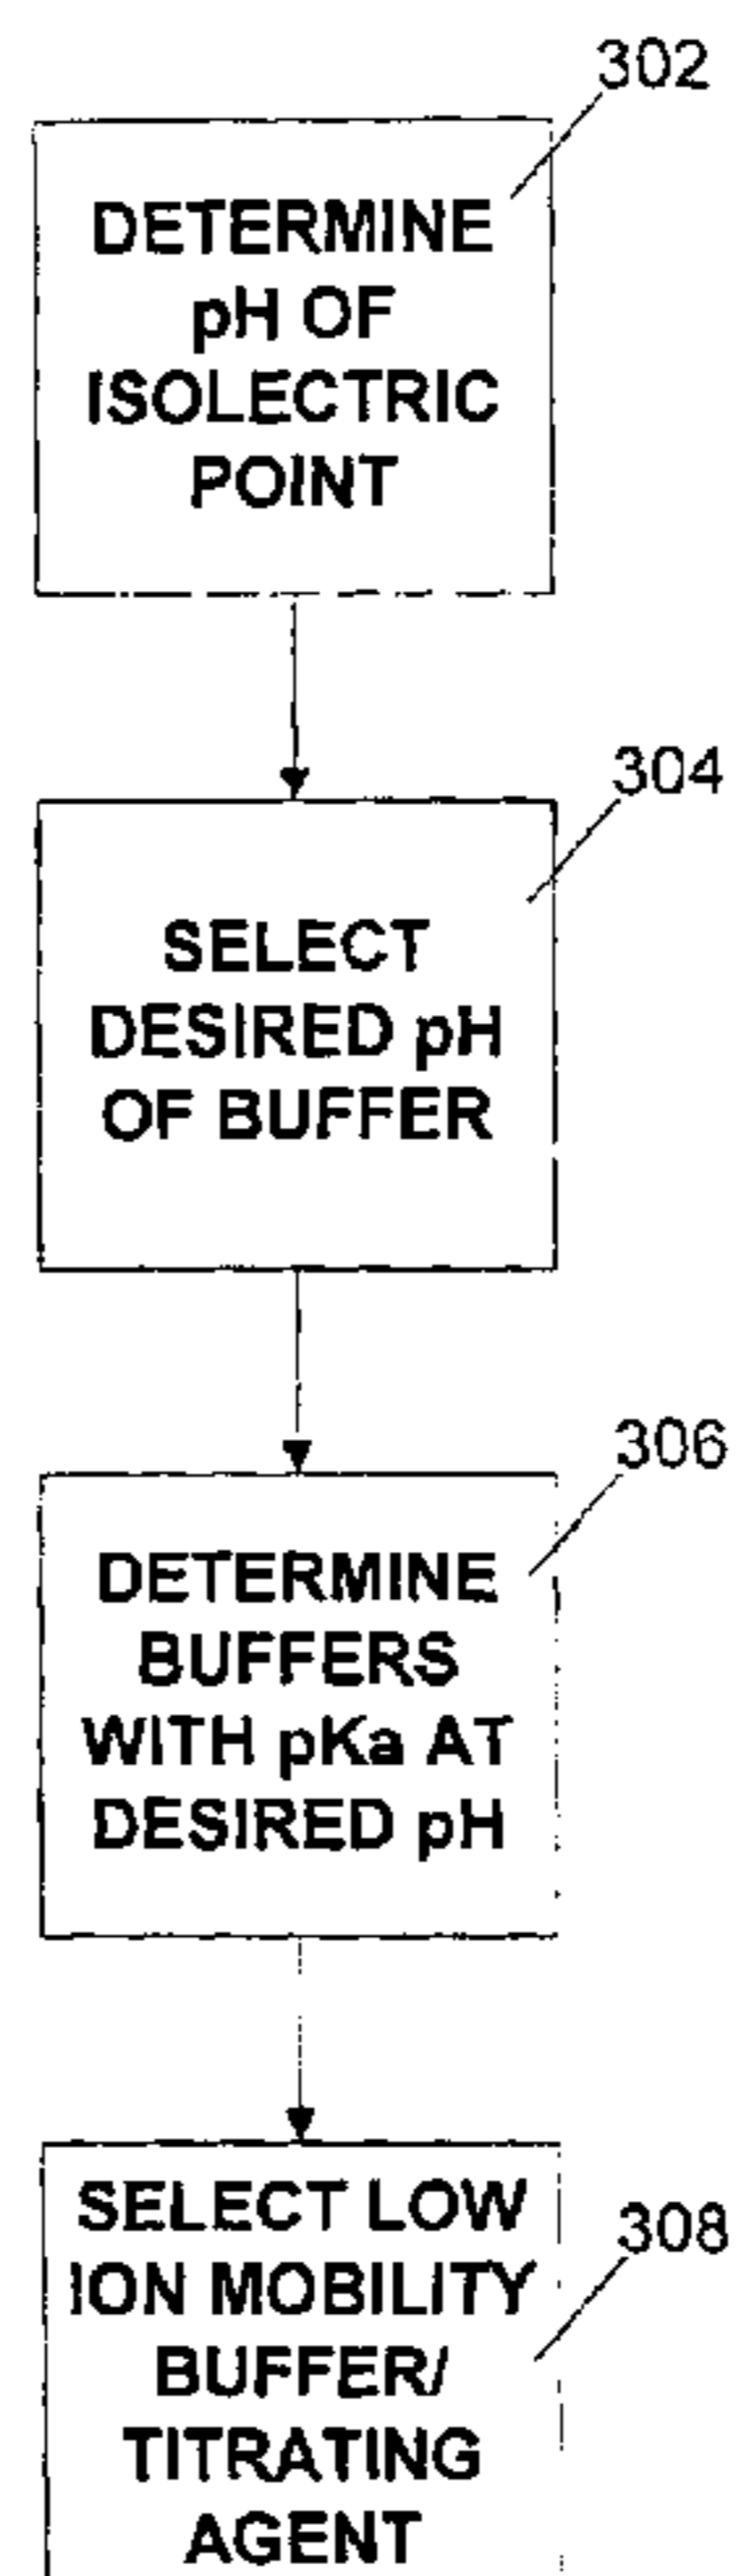 302
DETERMINE
pH OF
ISOLECTRIC
POINT
304
SELECT
DESIRED pH
OF BUFFER
306
DETERMINE
BUFFERS
WITH pKa AT
DESIRED pH
308
SELECT LOW
ION MOBILITY
BUFFER/
TITRATING
AGENT